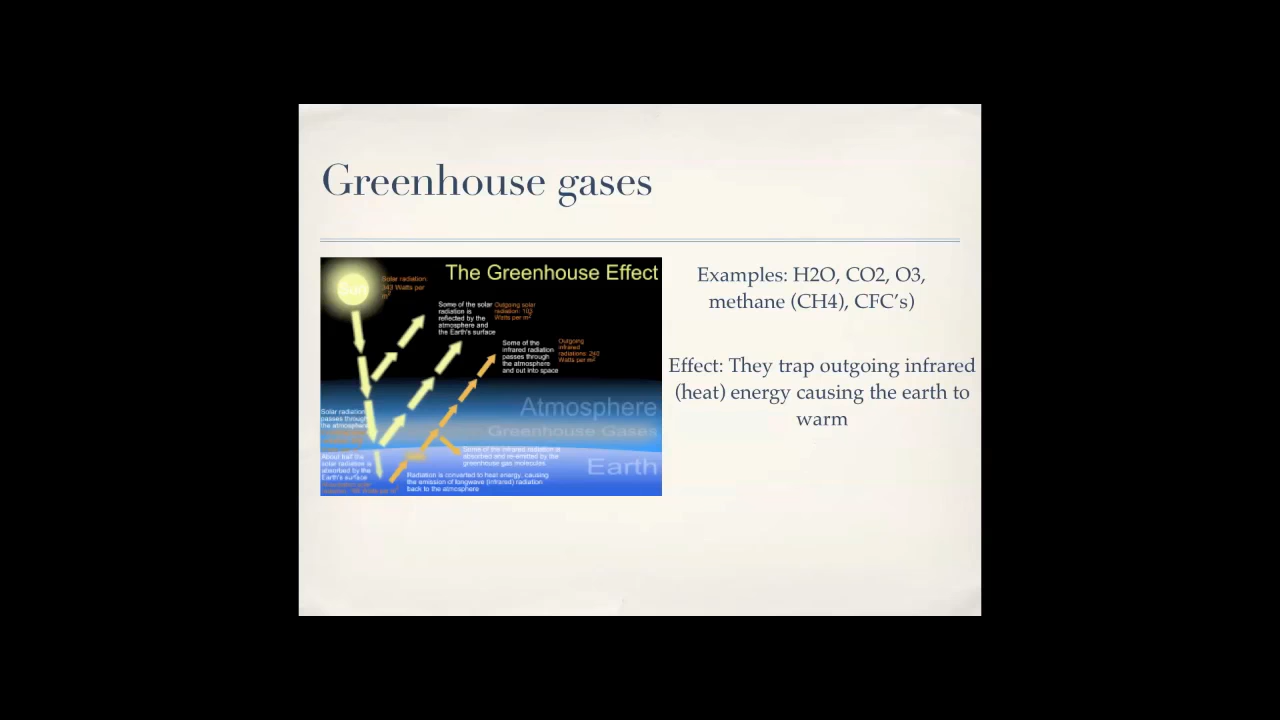 Greenhouse gases
The Greenhouse Effect
Sun
Solar radiation:
343 Watts per
m²
Some of the solar
radiation is
reflected by the
atmosphere and
the Earth's surface
Outgoing solar
radiation: 103
Watts per m²
Some of the
infrared radiation
passes through
the atmosphere
and out into space
Outgoing
infrared
radiations: 240
Watts per m²
Atmosphere
Greenhouse Gases
Earth
Solar radiation
passes through
the atmosphere
About half the
solar radiation is
absorbed by the
Earth's surface
Some of the infrared radiation is
absorbed and re-emitted by the
greenhouse gas molecules.
Radiation is converted to heat energy, causing
the emission of longwave (infrared) radiation
back to the atmosphere
Examples: H2O, CO2, O3,
methane (CH4), CFC's)
Effect: They trap outgoing infrared
(heat) energy causing the earth to
warm